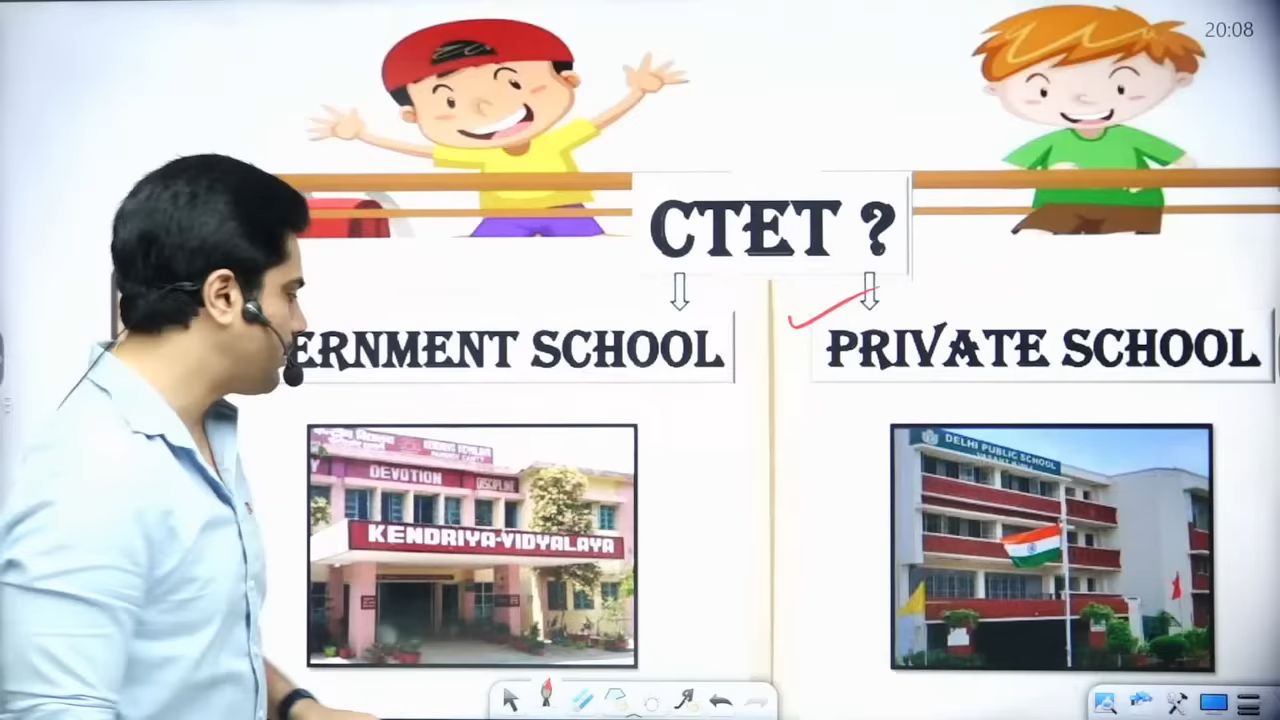 20:08
CTET ?
ERNMENT SCHOOL
PRIVATE SCHOOL
DEVOTION
DISCIPLINE
KENDRIYA-VIDYALAYA
DELHI PUBLIC SCHOOL